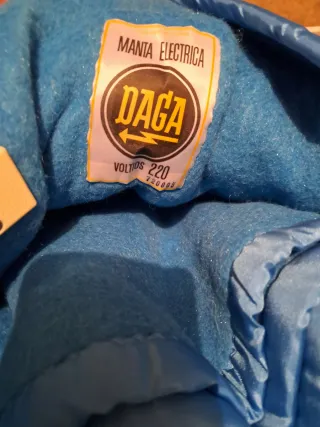 MANTA ELECTRICA
DAGA
VOLTIOS 220